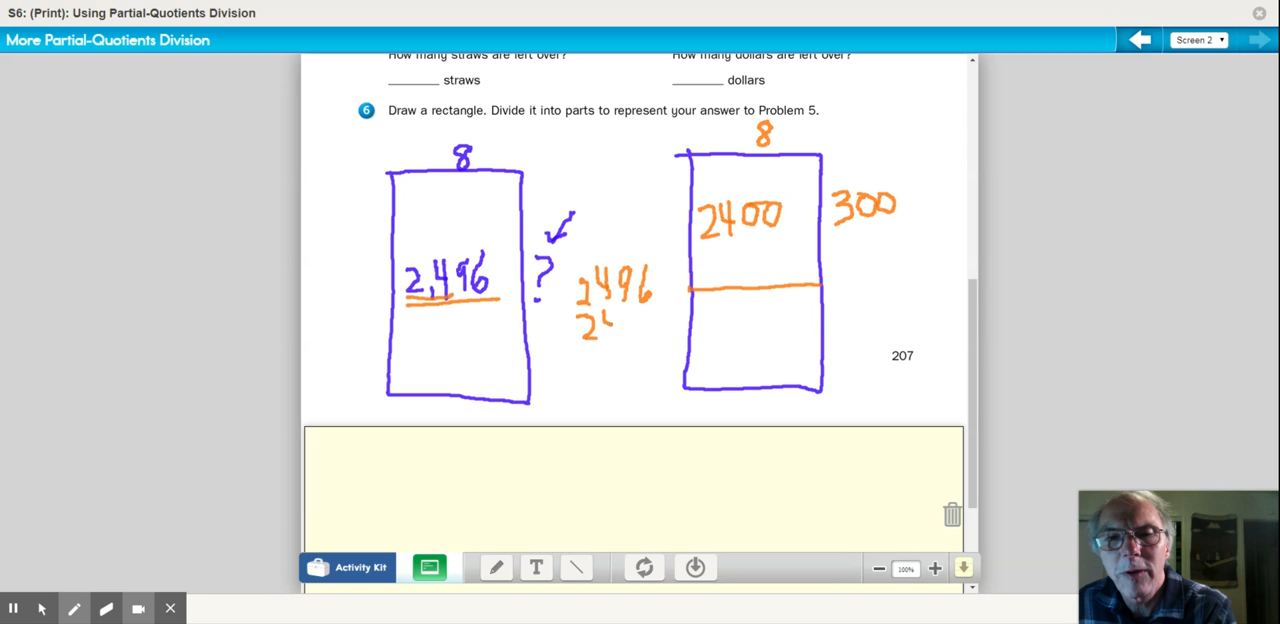 S6: (Print): Using Partial-Quotients Division
More Partial-Quotients Division
Screen 2
How many straws are left over?
How many dollars are left over?
straws
dollars
6 Draw a rectangle. Divide it into parts to represent your answer to Problem 5.
8
8
2400
300
2,496
?
2496
24
207
Activity Kit
T
100%